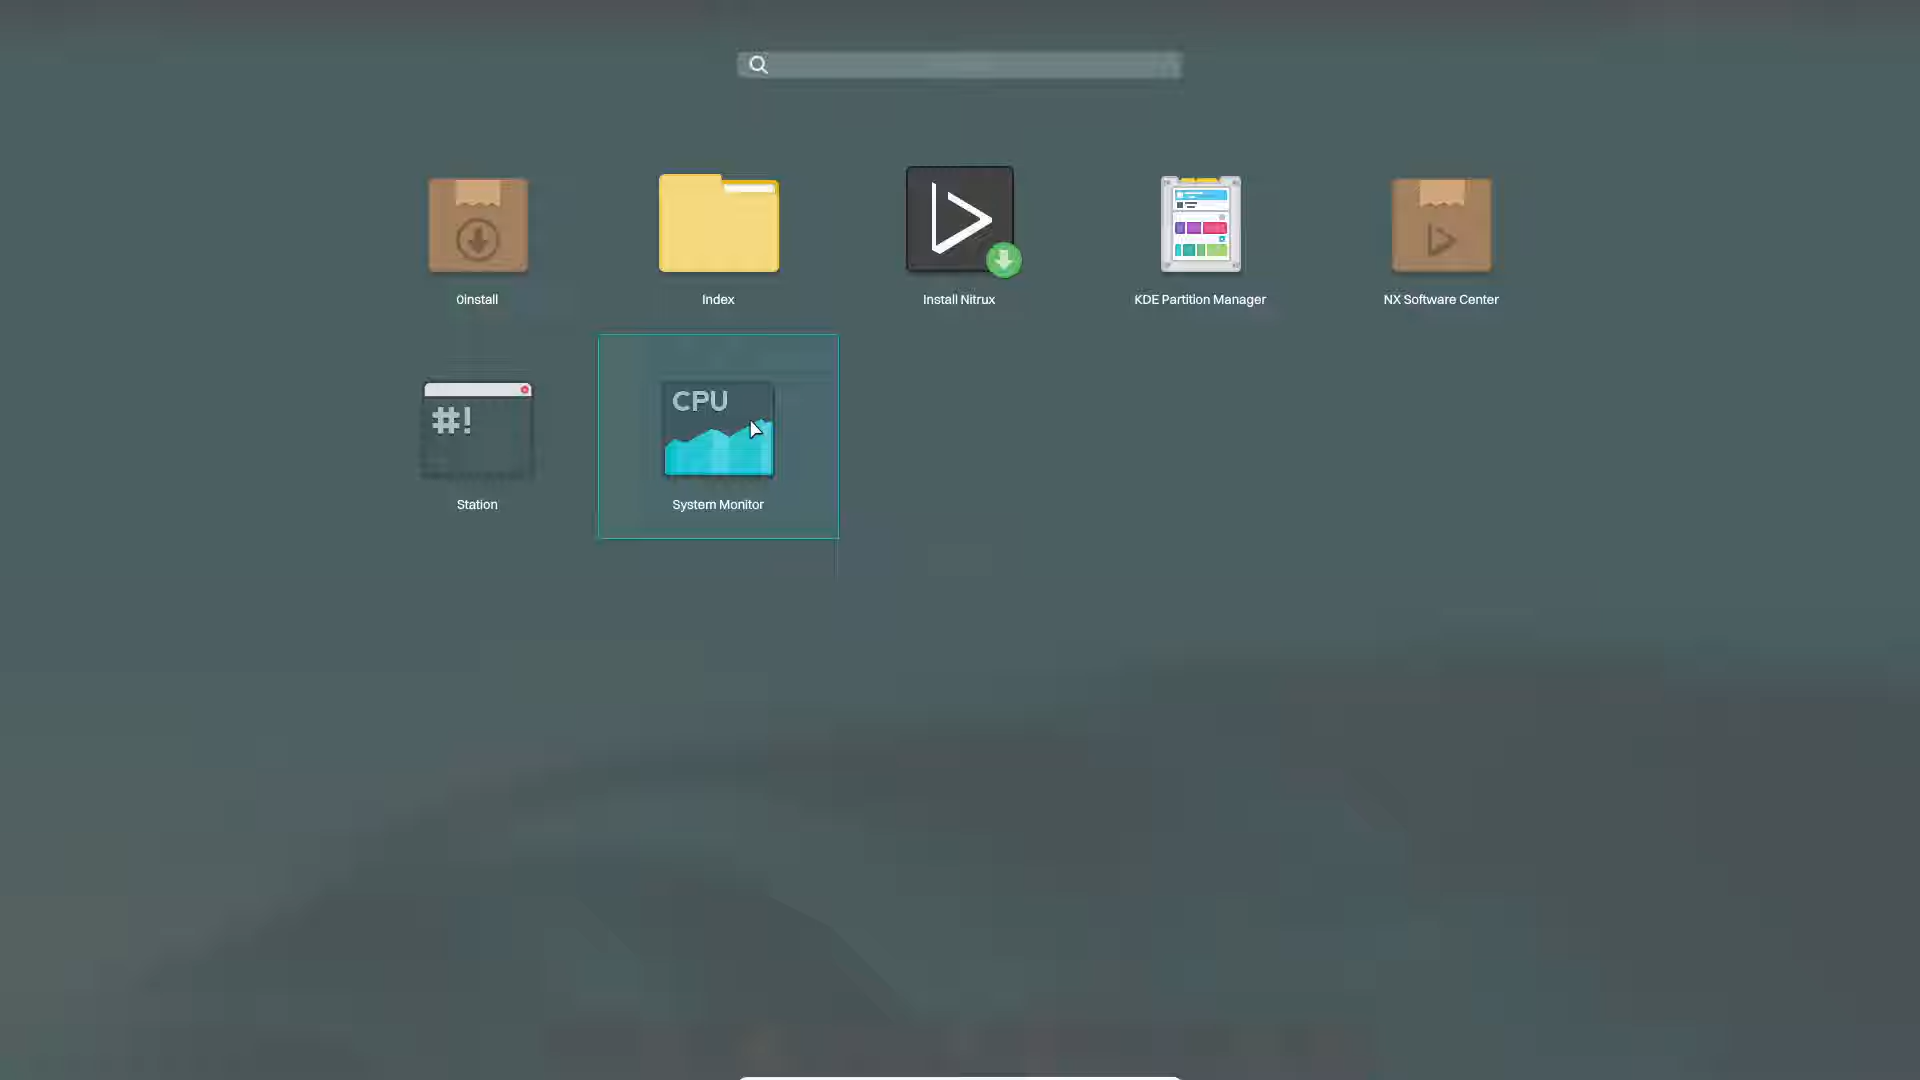 0install
Index
Install Nitrux
KDE Partition Manager
NX Software Center
#!
CPU
Station
System Monitor